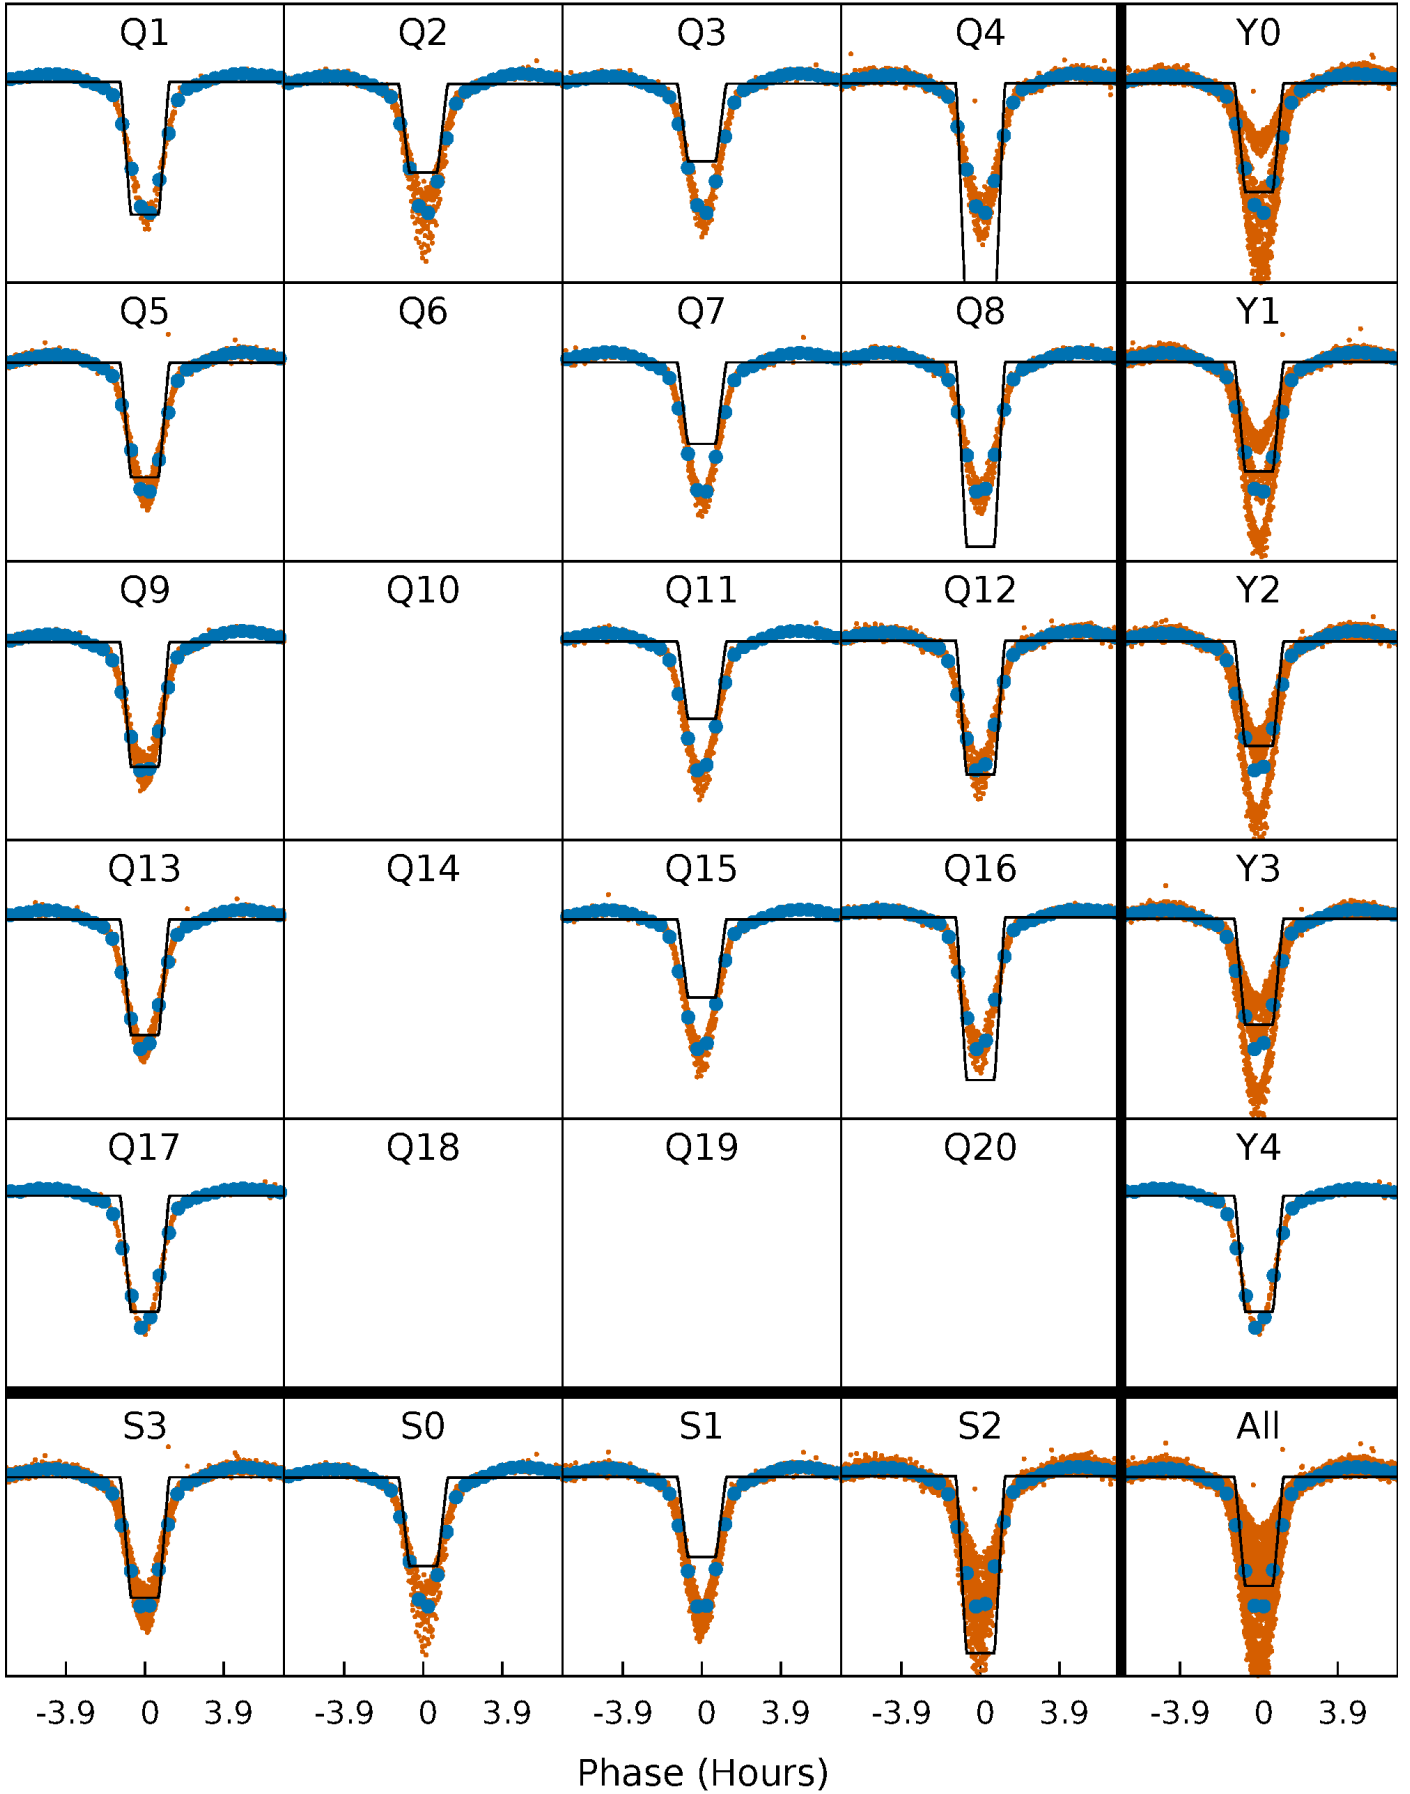 Q1 Q2 Q3 Q4 Y0
Q5 Q6 Q7 Q8 Y1
Q9 Q10 Q11 Q12 Y2
Q13 Q14 Q15 Q16 Y3
Q17 Q18 Q19 Q20 Y4
S3 S0 S1 S2 All
-3.9 0 3.9 -3.9 0 3.9 -3.9 0 3.9 -3.9 0 3.9 -3.9 0 3.9
Phase (Hours)